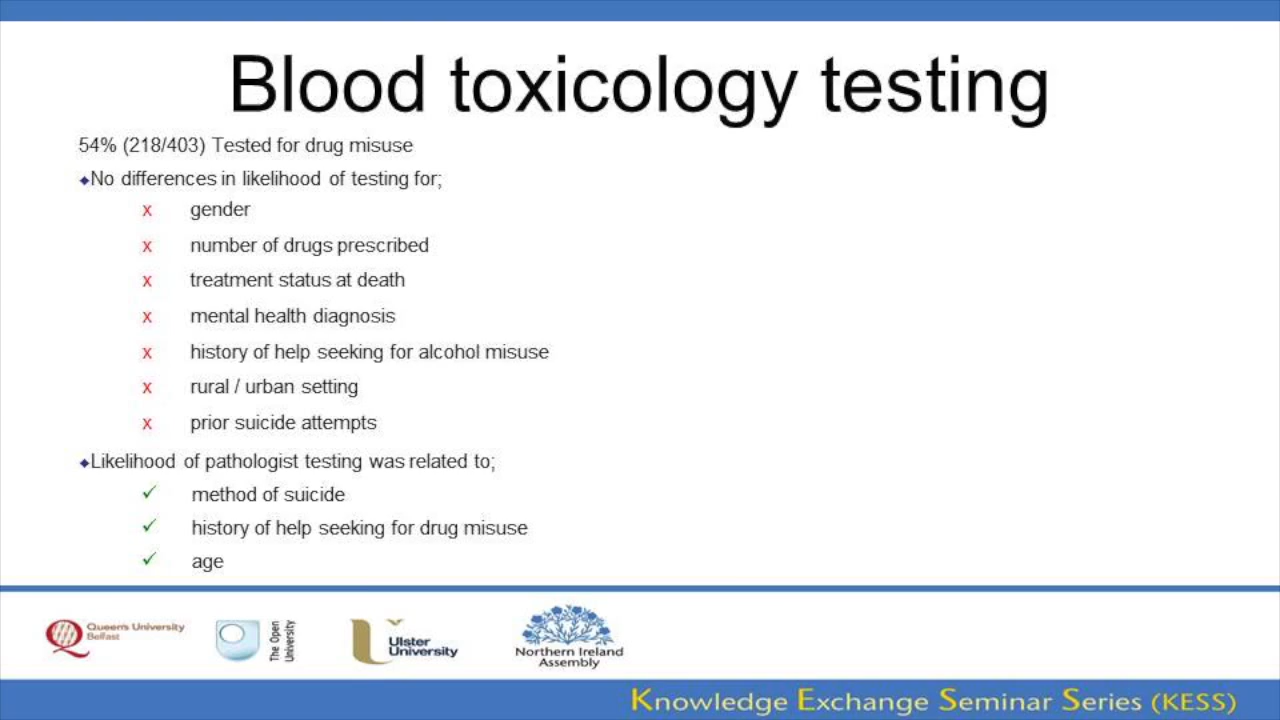 Blood toxicology testing
54% (218/403) Tested for drug misuse
◆No differences in likelihood of testing for;
x gender
x number of drugs prescribed
x treatment status at death
x mental health diagnosis
x history of help seeking for alcohol misuse
x rural / urban setting
x prior suicide attempts
◆Likelihood of pathologist testing was related to;
✓ method of suicide
✓ history of help seeking for drug misuse
✓ age
Queen's University
Belfast
The Open
University
Ulster
University
Northern Ireland
Assembly
Knowledge Exchange Seminar Series (KESS)